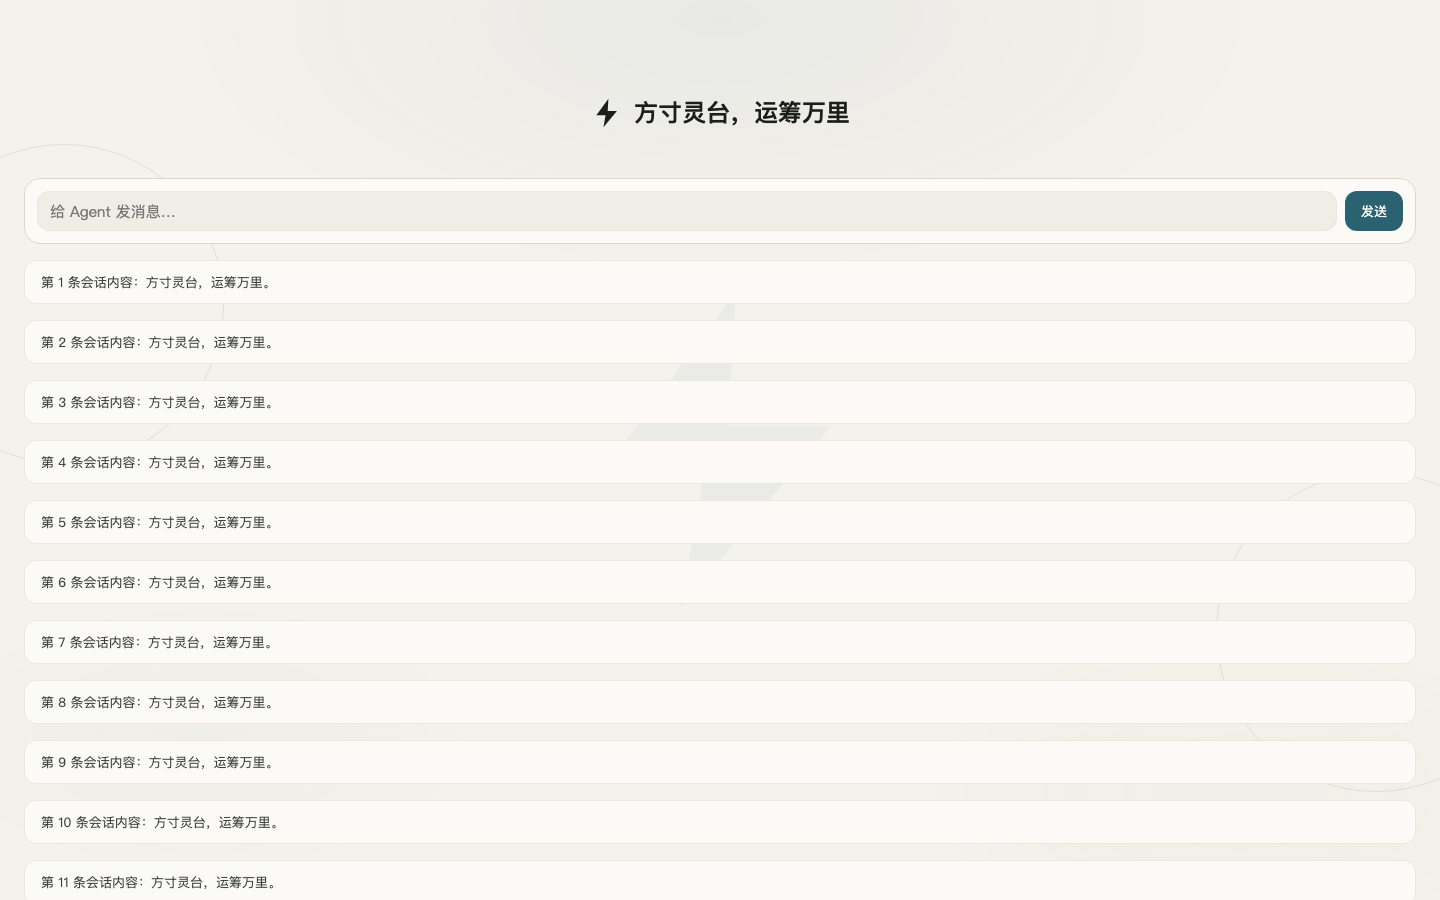 方寸灵台，运筹万里
给 Agent 发消息...
发送
第 1 条会话内容：方寸灵台，运筹万里。
第 2 条会话内容：方寸灵台，运筹万里。
第 3 条会话内容：方寸灵台，运筹万里。
第 4 条会话内容：方寸灵台，运筹万里。
第 5 条会话内容：方寸灵台，运筹万里。
第 6 条会话内容：方寸灵台，运筹万里。
第 7 条会话内容：方寸灵台，运筹万里。
第 8 条会话内容：方寸灵台，运筹万里。
第 9 条会话内容：方寸灵台，运筹万里。
第 10 条会话内容：方寸灵台，运筹万里。
第 11 条会话内容：方寸灵台，运筹万里。